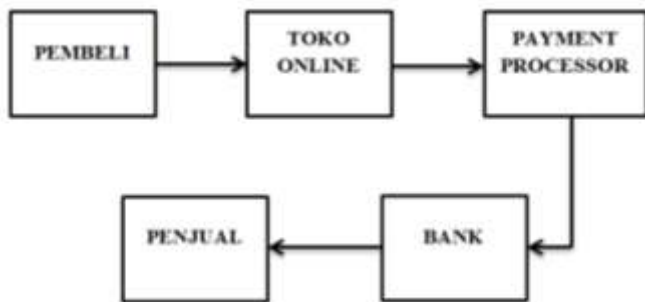 PEMBELI
TOKO
ONLINE
PAYMENT
PROCESSOR
PENJUAL
BANK